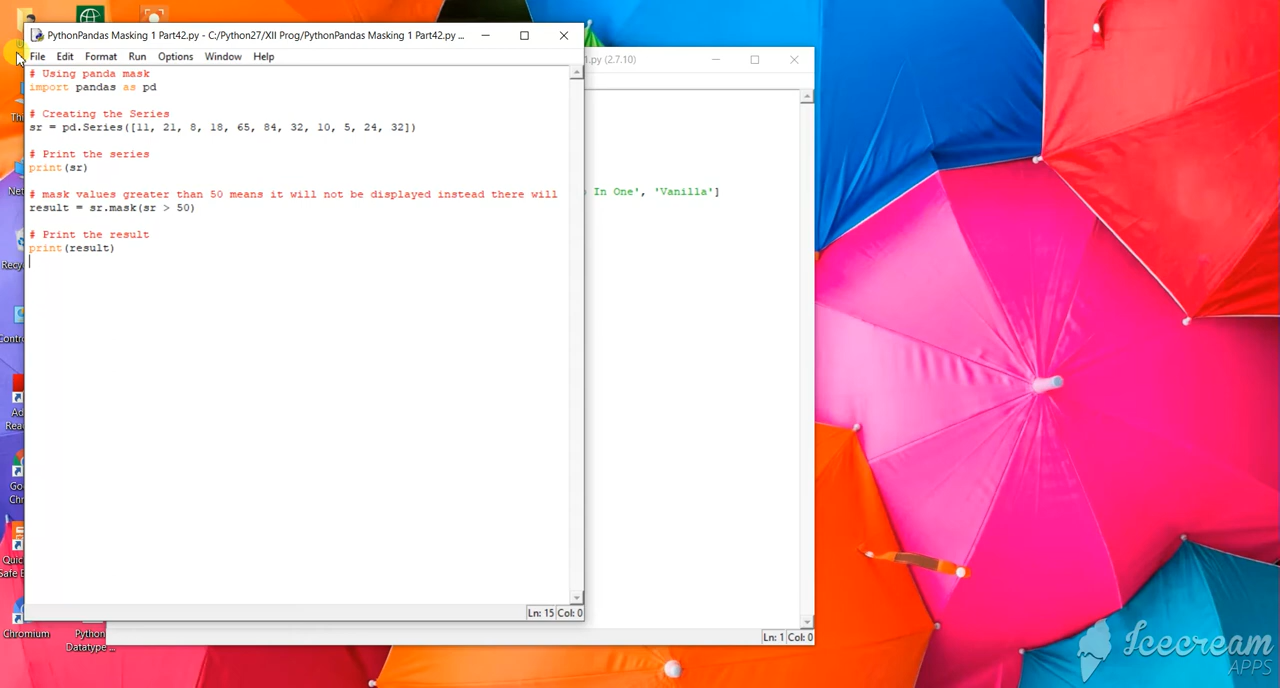 PythonPandas Masking 1 Part42.py - C:/Python27/XII Prog/PythonPandas Masking 1 Part42.py ...
File Edit Format Run Options Window Help
# Using panda mask
import pandas as pd
# Creating the Series
sr = pd.Series([11, 21, 8, 18, 65, 84, 32, 10, 5, 24, 32])
# Print the series
print(sr)
# mask values greater than 50 means it will not be displayed instead there will
result = sr.mask(sr > 50)
# Print the result
print(result)
Ln: 15 Col: 0
1.py (2.7.10)
In One', 'Vanilla']
Ln: 1 Col: 0
Chromium
Python
Datatype ...
Icecream
APPS